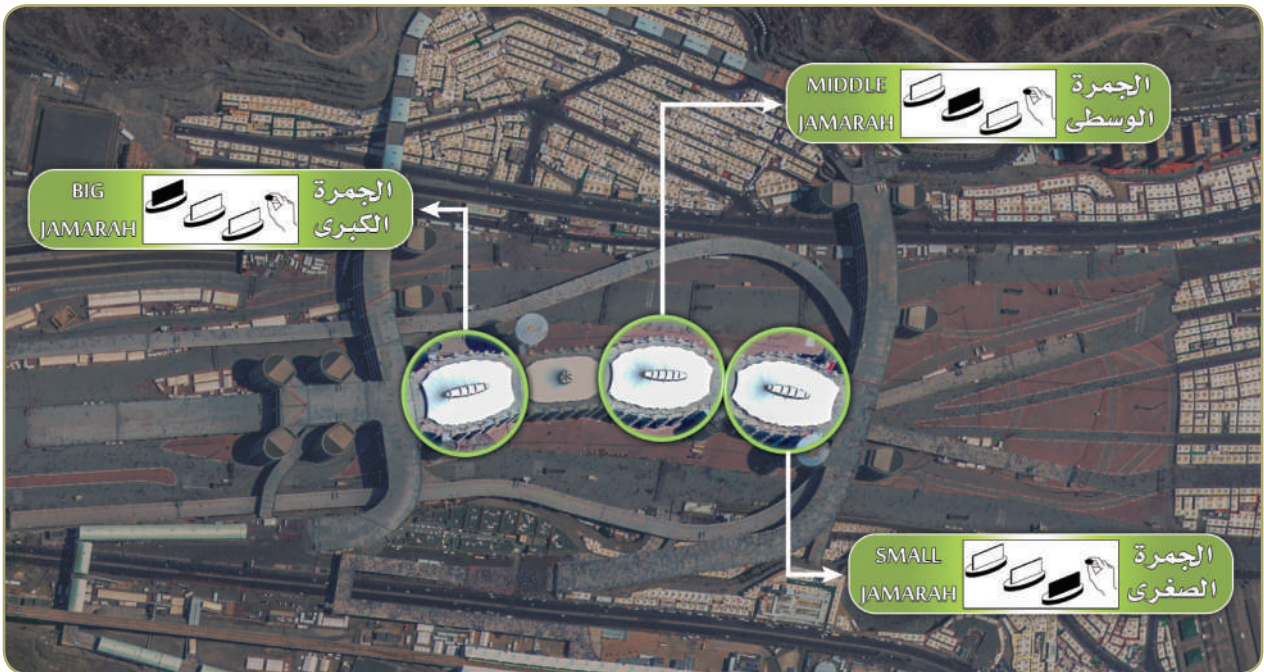 MIDDLE
JAMARAH
الجمرة
الوسطى
BIG
JAMARAH
الجمرة
الكبرى
SMALL
JAMARAH
الجمرة
الصغرى